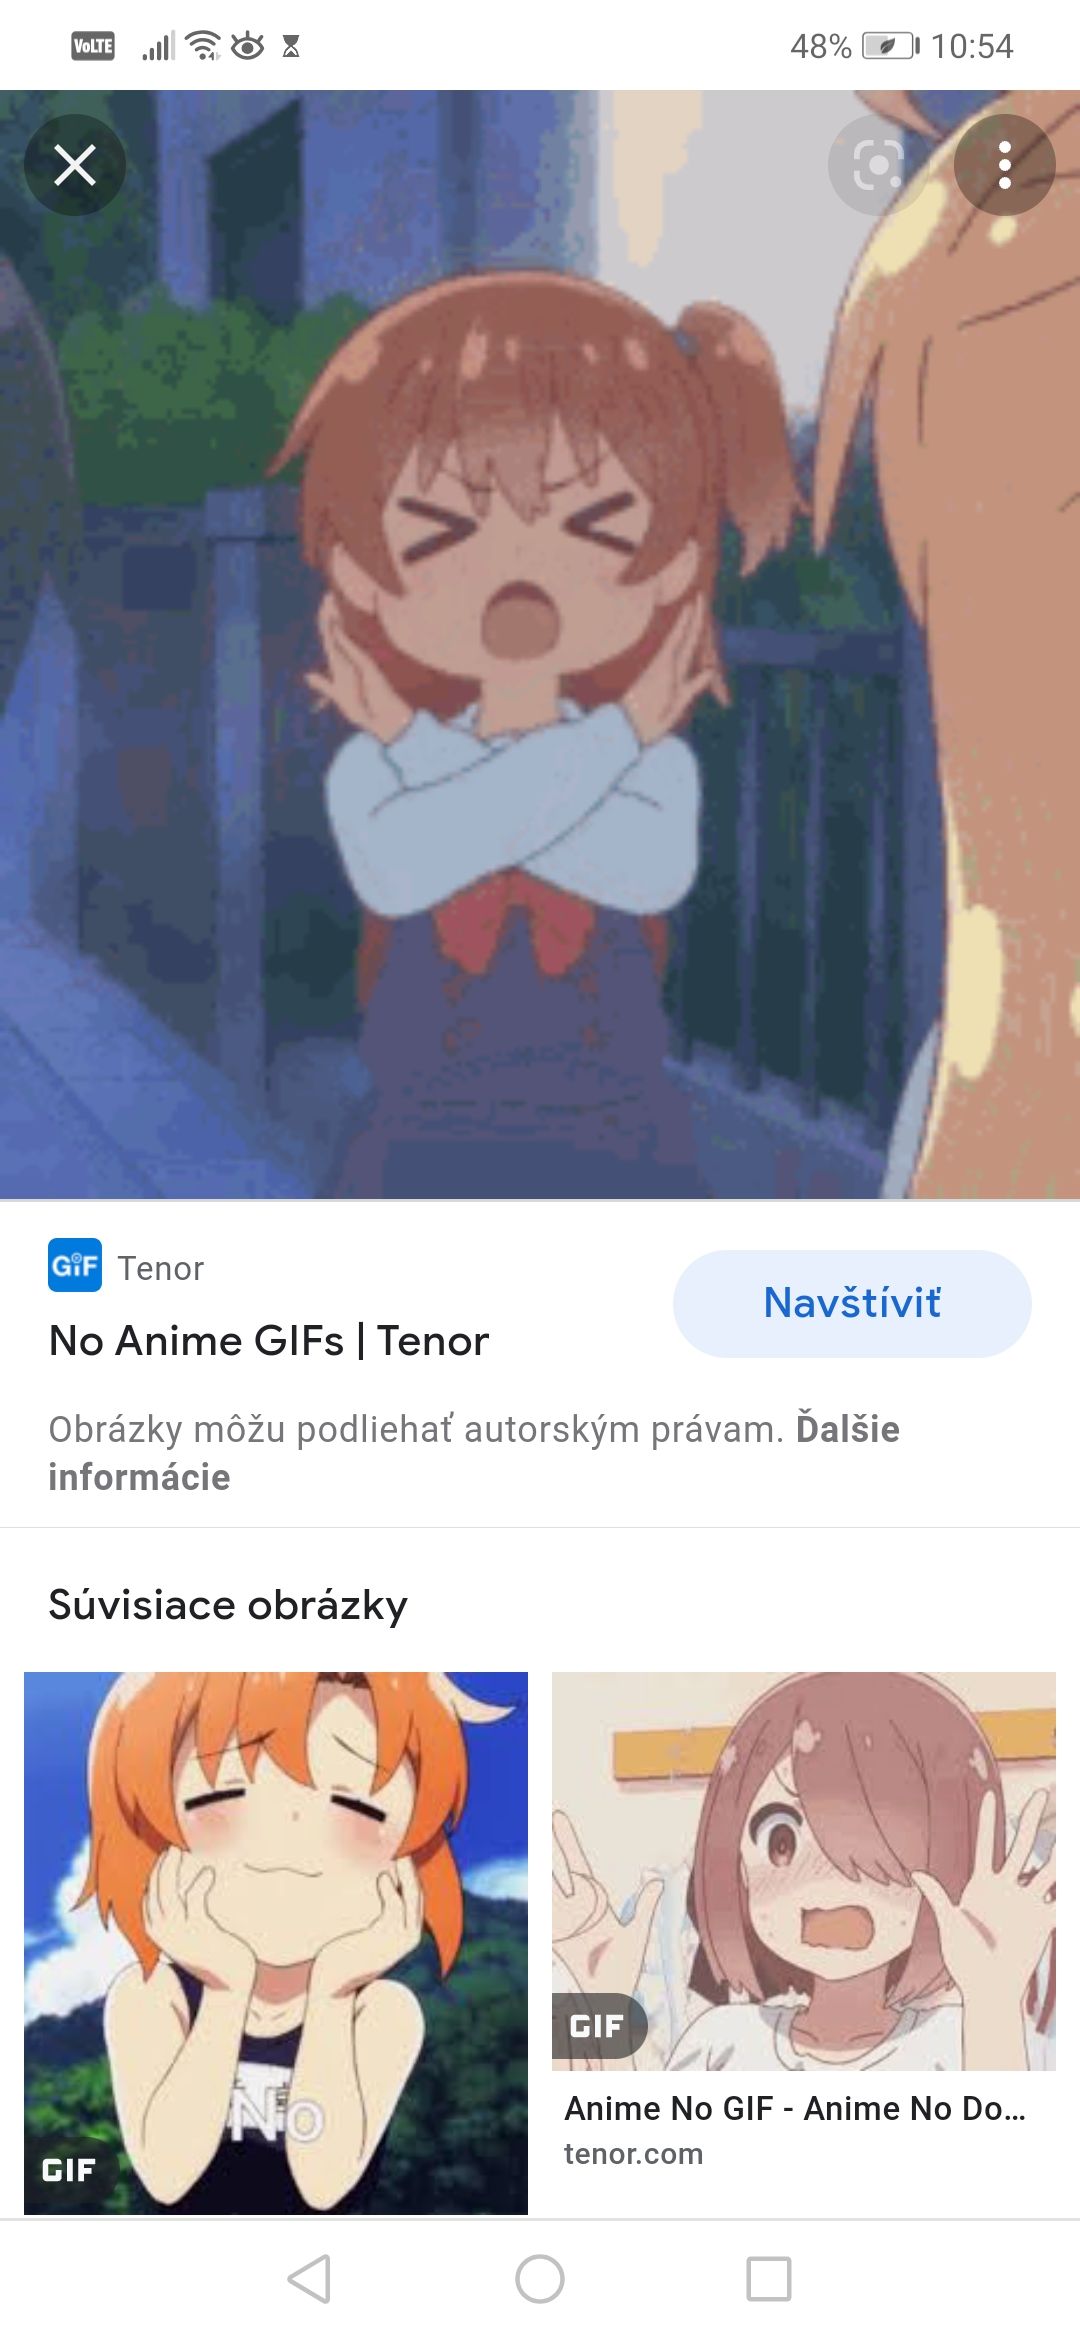 VoLTE
48% 10:54
GIF Tenor
Navštíviť
No Anime GIFs | Tenor
Obrázky môžu podliehať autorským právam. Ďalšie
informácie
Súvisiace obrázky
No
GIF
GIF
Anime No GIF - Anime No Do...
tenor.com